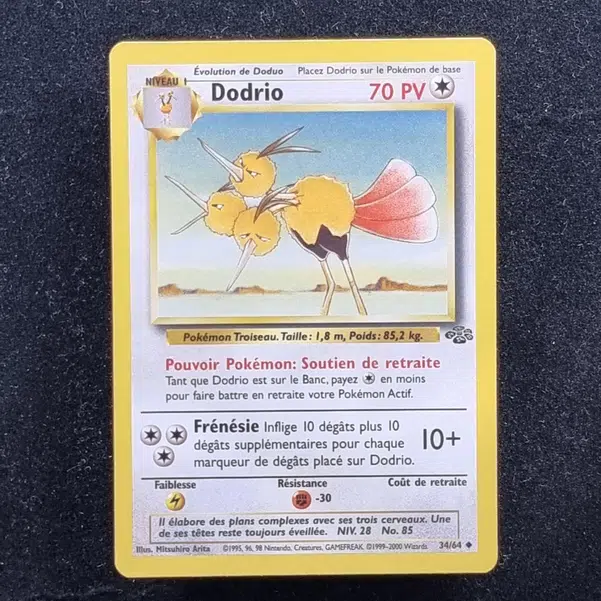 Évolution de Doduo Placez Dodrio sur le Pokémon de base
NIVEAU 1
Dodrio 70 PV
Pokémon Troiseau. Taille: 1,8 m, Poids: 85,2 kg.
Pouvoir Pokémon: Soutien de retraite
Tant que Dodrio est sur le Banc, payez en moins
pour faire battre en retraite votre Pokémon Actif.
Frénésie Inflige 10 dégâts plus 10
dégâts supplémentaires pour chaque
marqueur de dégâts placé sur Dodrio.
10+
Faiblesse Résistance Coût de retraite
-30
Il élabore des plans complexes avec ses trois cerveaux. Une
de ses têtes reste toujours éveillée. NIV. 28 No. 85
Illus. Mitsuhiro Arita ©1995, 96, 98 Nintendo, Creatures, GAMEFREAK. ©1999-2000 Wizards. 34/64